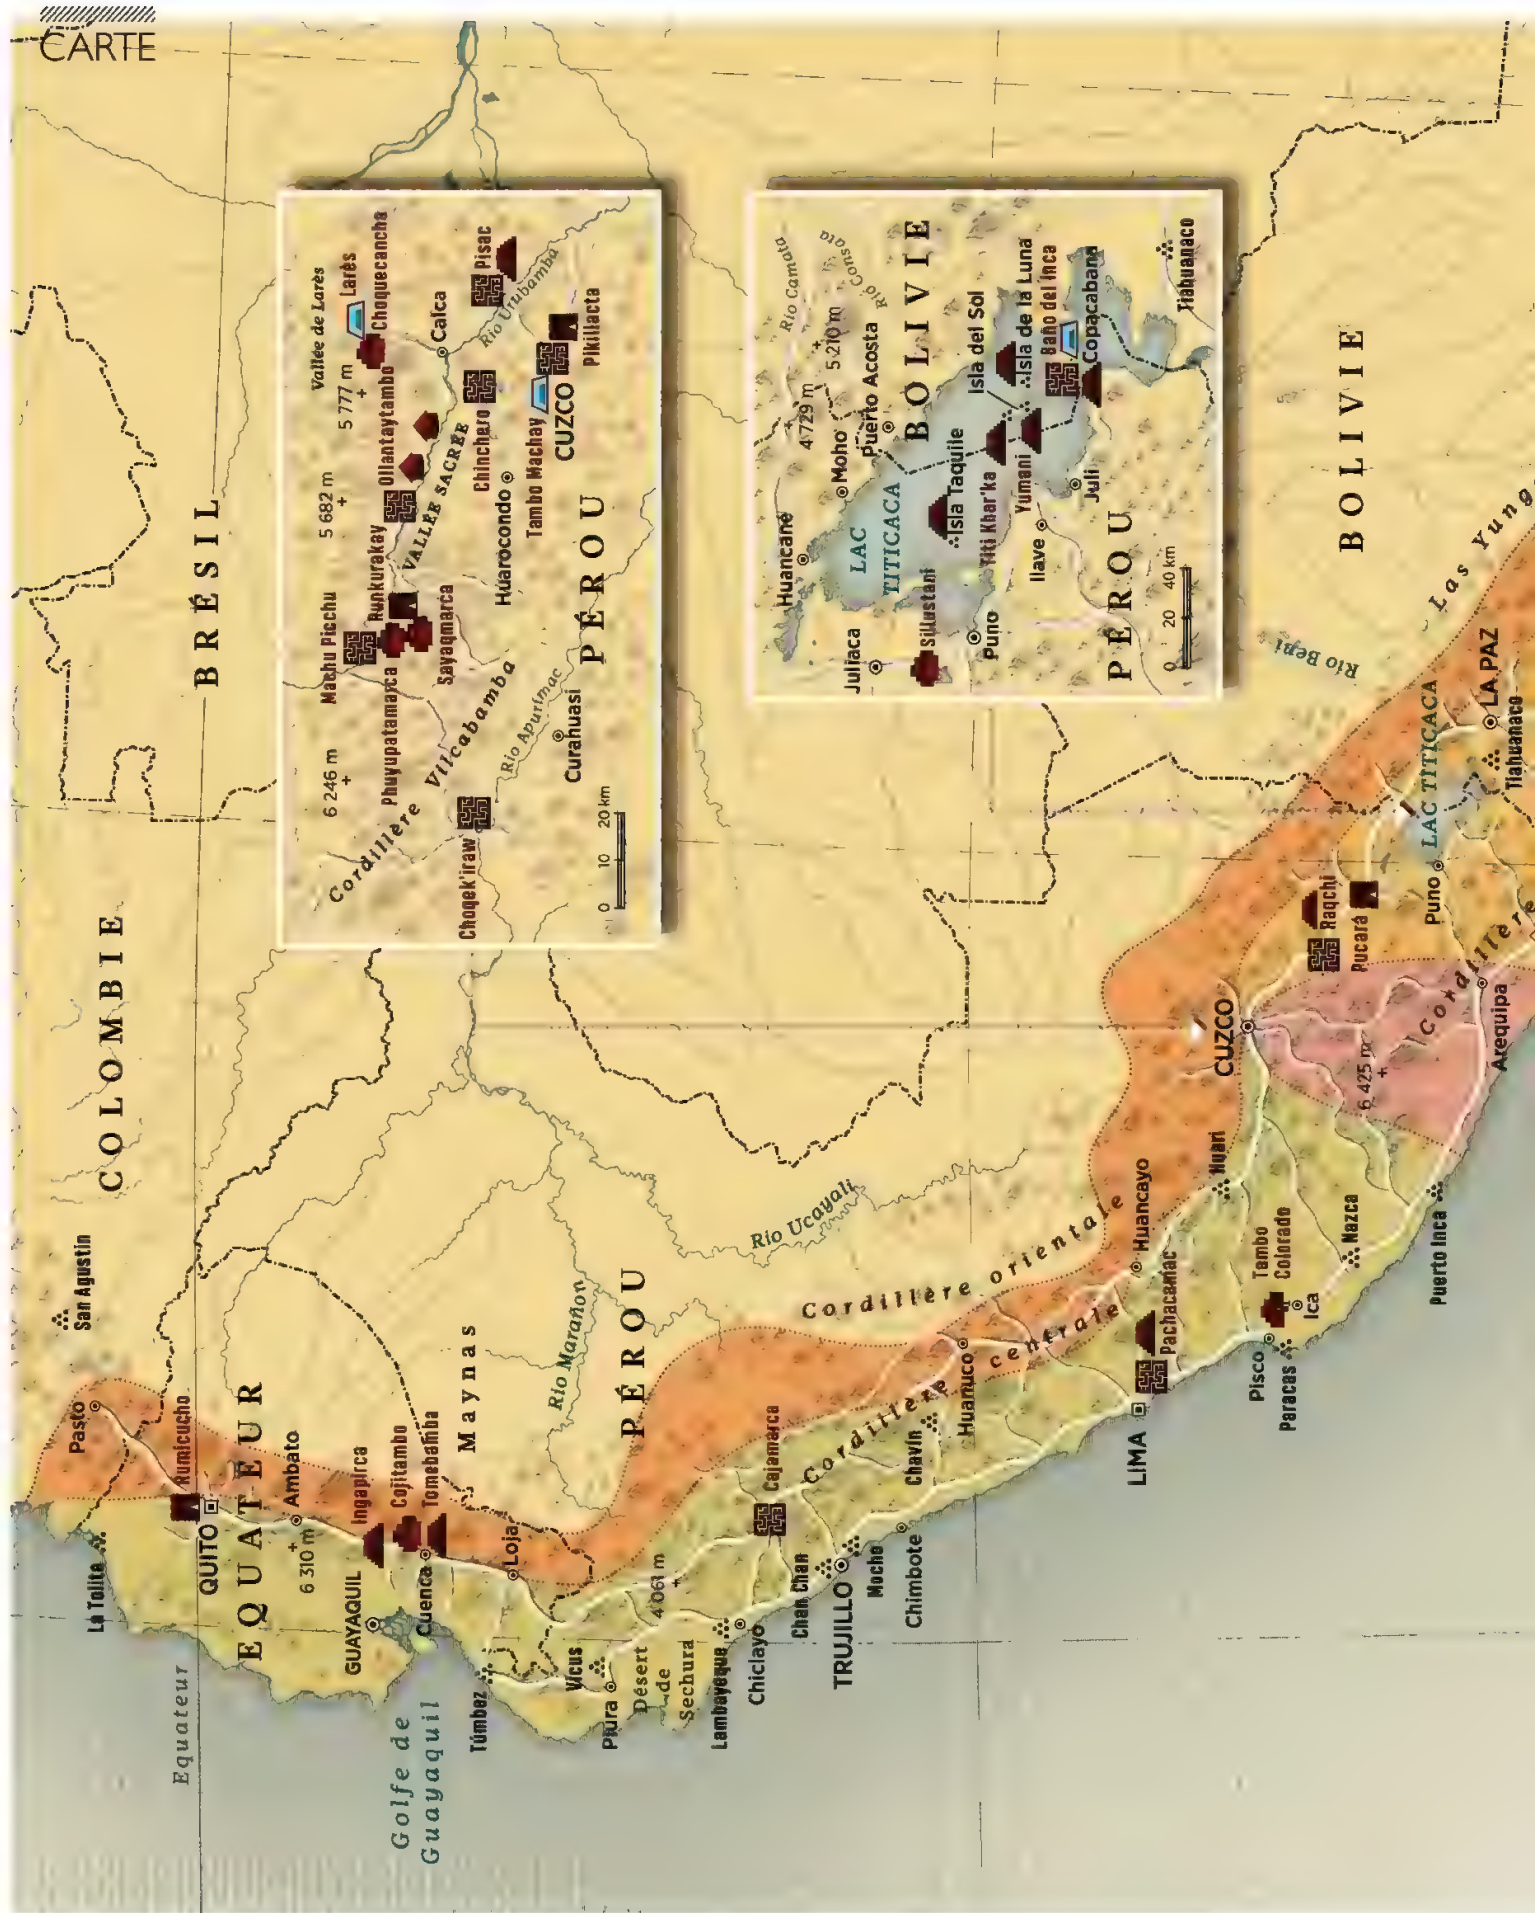 CARTE
COLOMBIE
BRÉSIL
San Agustin
Pasto
La Tolita
Equateur
Rumicucho
QUITO
EQUATEUR
Ambato
6 310 m
Ingapirca
GUAYAQUIL
Cojitambo
Tomebamba
Cuenca
Golfe de
Guayaquil
Maynas
Loja
Túmbez
Rio Marañon
PÉROU
Vicus
Piura
Désert
de
Sechura
4 061 m
Lambayeque
Chiclayo
Cajamarca
Chan Chan
TRUJILLO
Moche
Chimbote
Rio Ucayali
Cordillère orientale
Cordillère centrale
Chavin
Huanuco
Huancayo
LIMA
Pachacamac
Huari
CUZCO
Pisco
Paracas
Tambo
Colorado
Ica
Nazca
Puerto Inca
6 425 m
Cordillère
Arequipa
Raqchi
Pucará
Puno
LAC TITICACA
LA PAZ
Tiahuanaco
Rio Beni
Las Yung
BOLIVIE
Vallée de Larès
Larès
Choquecancha
5 777 m
5 682 m
6 246 m
Machu Picchu
Runkurakay
Ollantaytambo
Phuyupatamarca
Sayaqmarca
VALLÉE SACRÉE
Calca
Pisac
Rio Urubamba
Chinchero
Huarocondo
Tambo Machay
CUZCO
Pikillacta
Cordillère Vilcabamba
Rio Apurimac
Choqek'iraw
Curahuasi
PÉROU
0 10 20 km
Rio Camata
Rio Consata
4 729 m
5 210 m
Huancané
Moho
Puerto Acosta
BOLIVIE
Juliaca
LAC
TITICACA
Sillustani
Isla Taquile
Isla del Sol
Isla de la Luna
Baño del Inca
Copacabana
Titi Khar'ka
Yumani
Puno
Ilave
Juli
Tiahuanaco
PÉROU
0 20 40 km